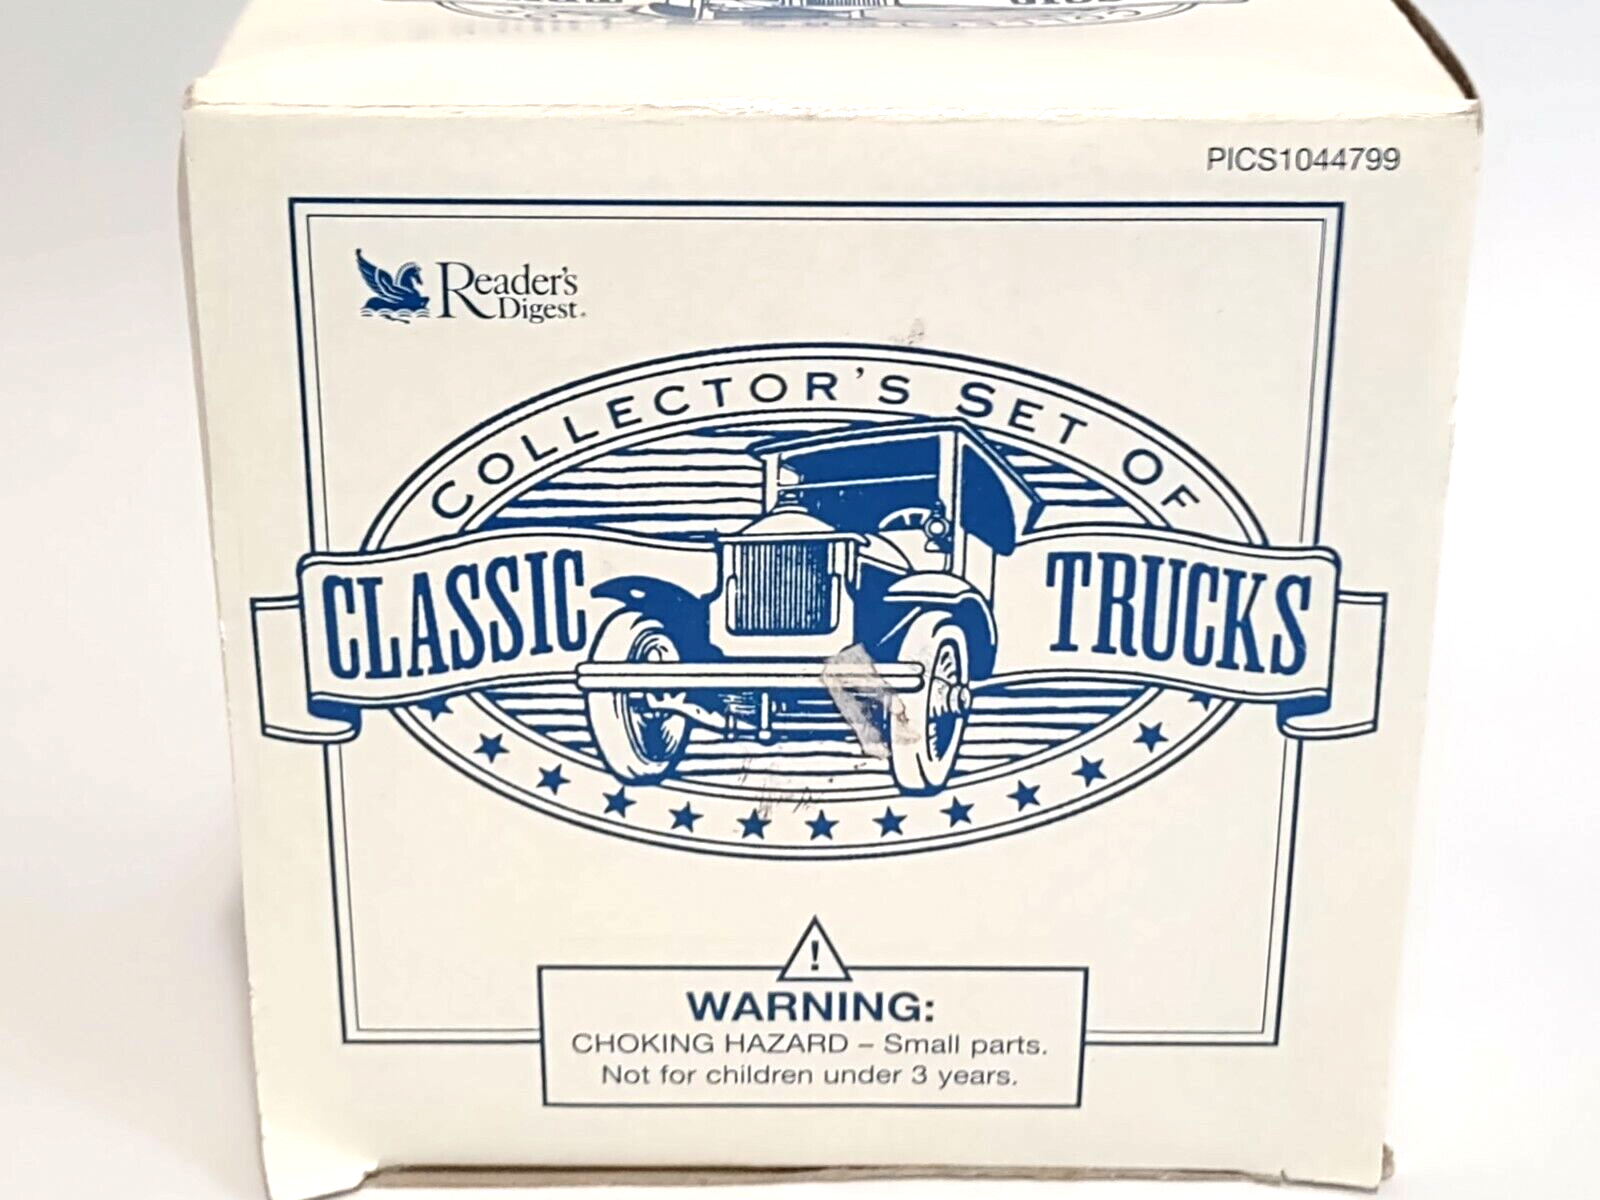 PICS1044799
Reader's
Digest®
COLLECTOR'S SET OF
CLASSIC TRUCKS
!
WARNING:
CHOKING HAZARD – Small parts.
Not for children under 3 years.